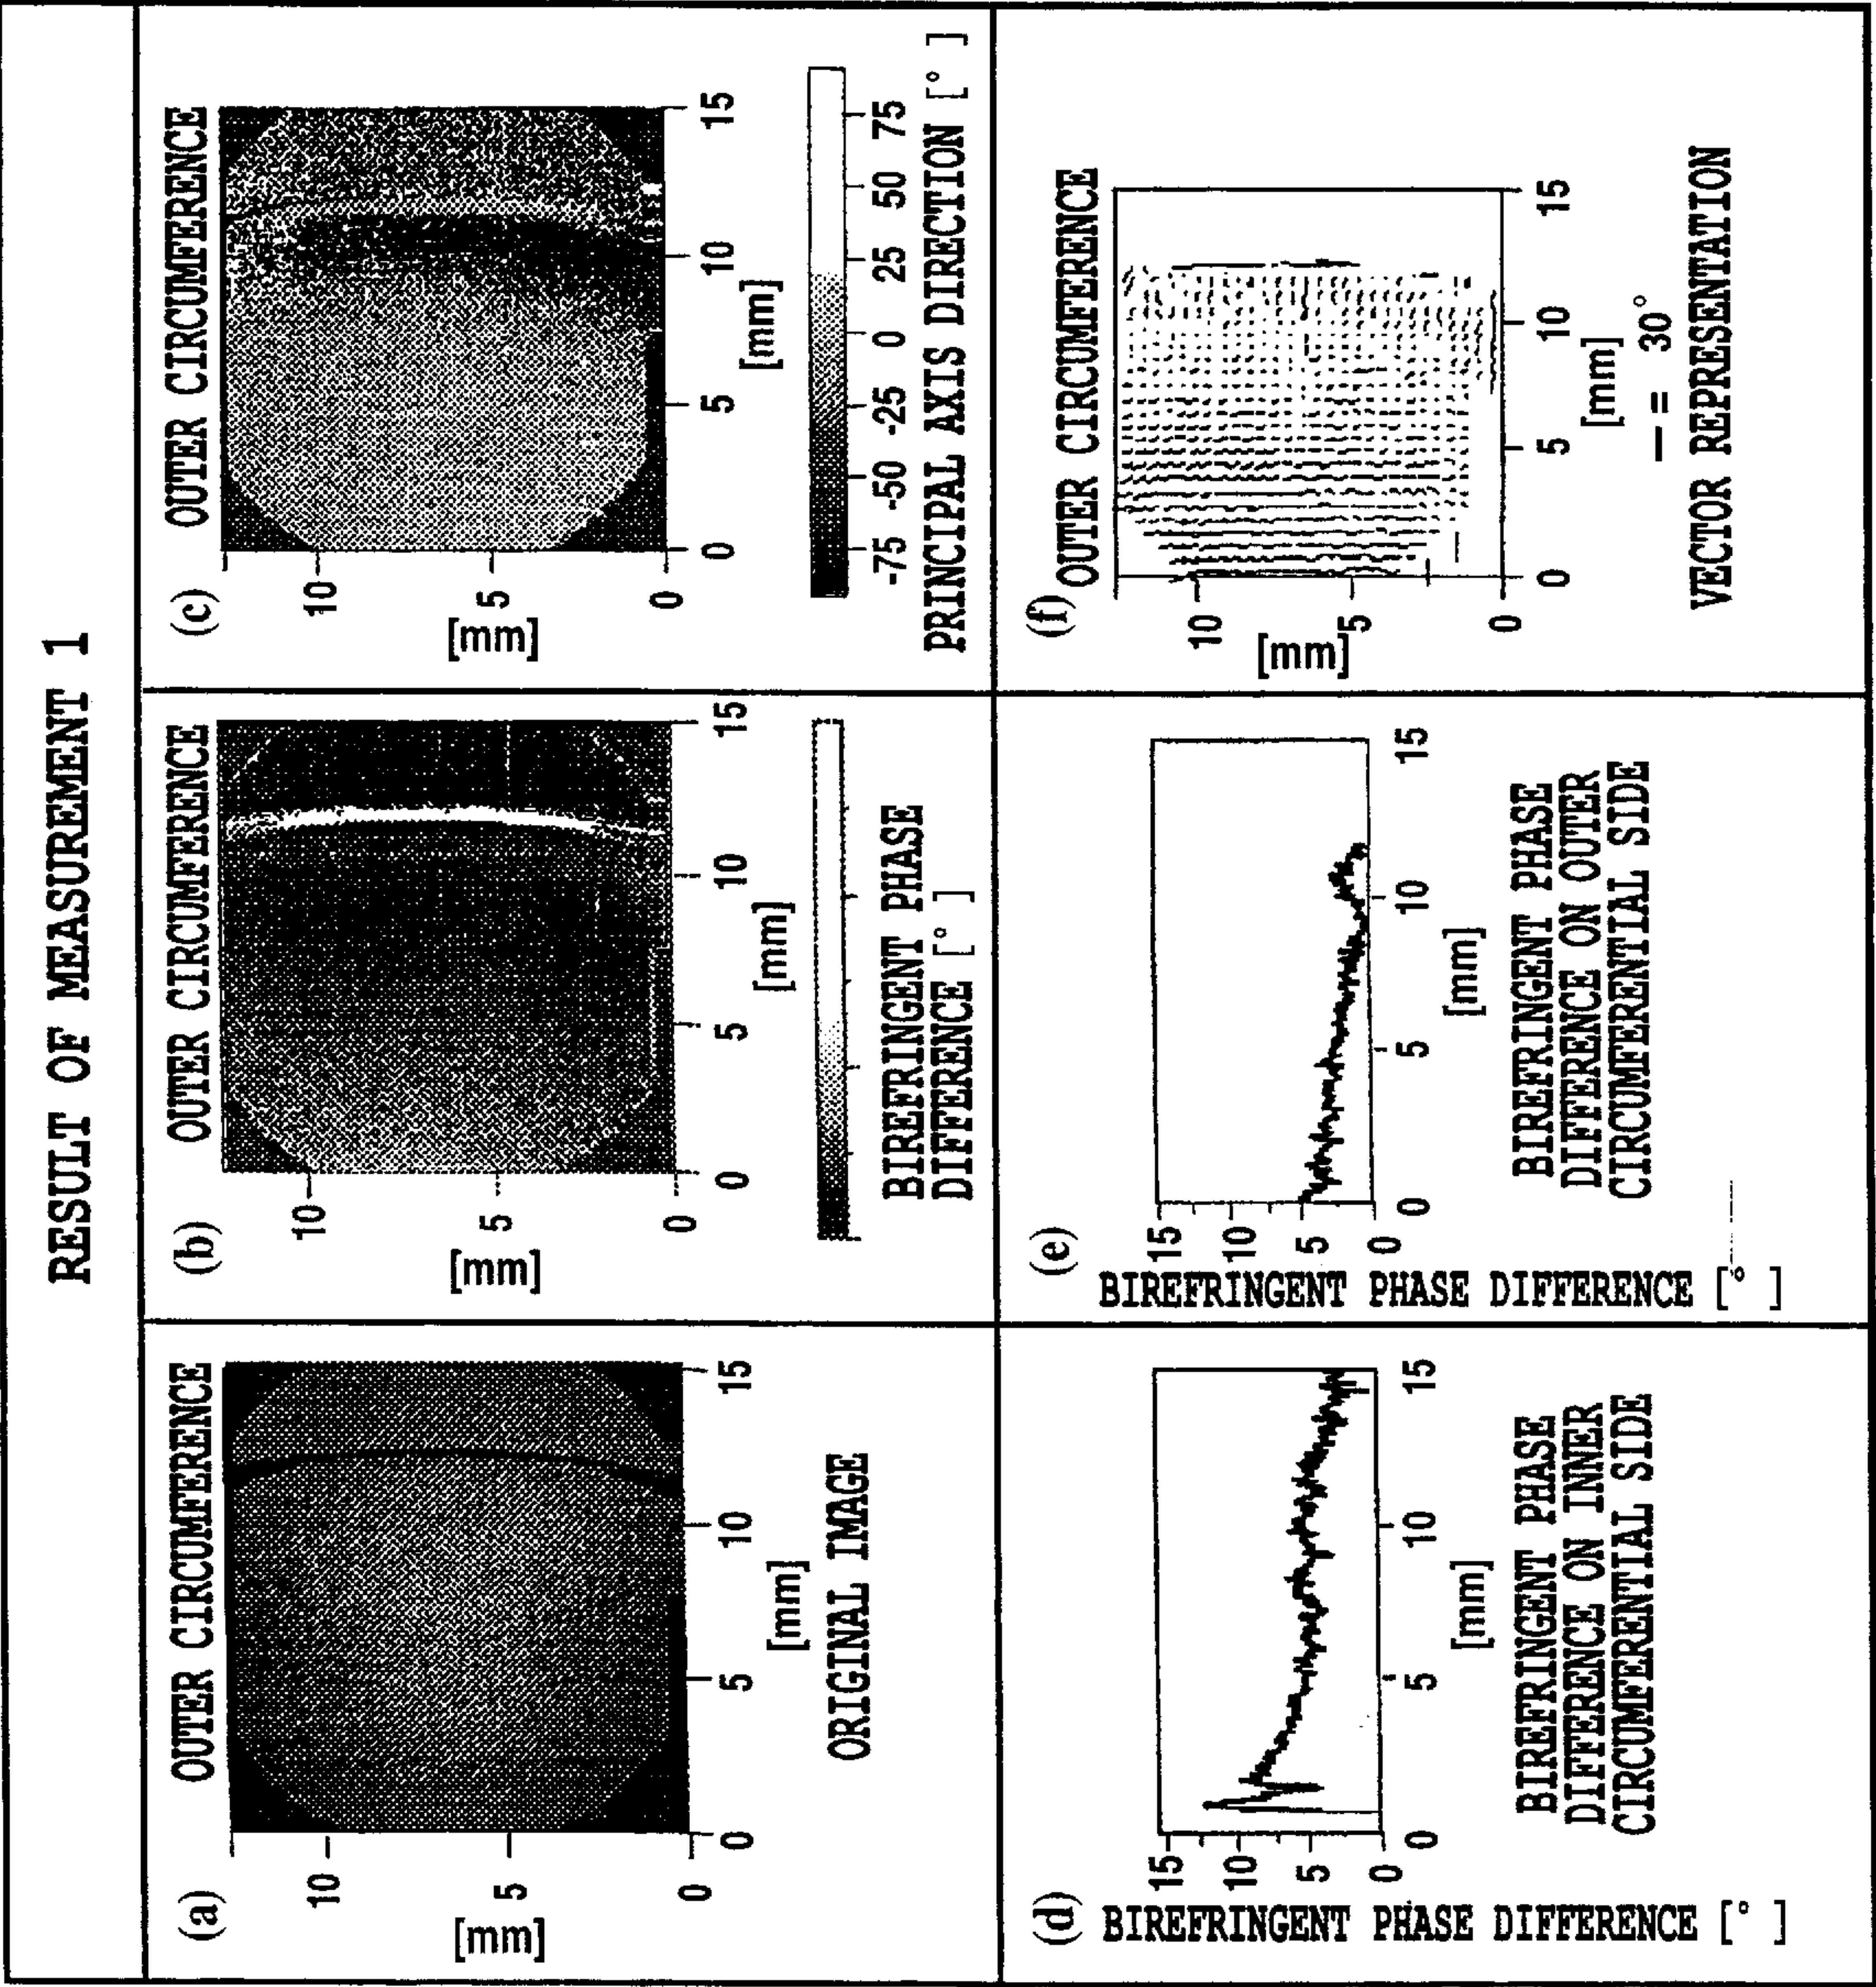 RESULT OF MEASUREMENT 1
(a)
OUTER CIRCUMFERENCE
10
5
0
[mm]
0
5
10
15
[mm]
ORIGINAL IMAGE
(b)
OUTER CIRCUMFERENCE
10
5
0
[mm]
0
5
10
15
[mm]
BIREFRINGENT PHASE
DIFFERENCE [° ]
(c)
OUTER CIRCUMFERENCE
10
5
0
[mm]
0
5
10
15
[mm]
-75 -50 -25 0 25 50 75
PRINCIPAL AXIS DIRECTION [° ]
(d)
15
10
5
0
BIREFRINGENT PHASE DIFFERENCE [° ]
0
5
10
15
[mm]
BIREFRINGENT PHASE
DIFFERENCE ON INNER
CIRCUMFERENTIAL SIDE
(e)
15
10
5
0
BIREFRINGENT PHASE DIFFERENCE [° ]
0
5
10
15
[mm]
BIREFRINGENT PHASE
DIFFERENCE ON OUTER
CIRCUMFERENTIAL SIDE
(f)
OUTER CIRCUMFERENCE
10
5
0
[mm]
0
5
10
15
[mm]
— = 30°
VECTOR REPRESENTATION